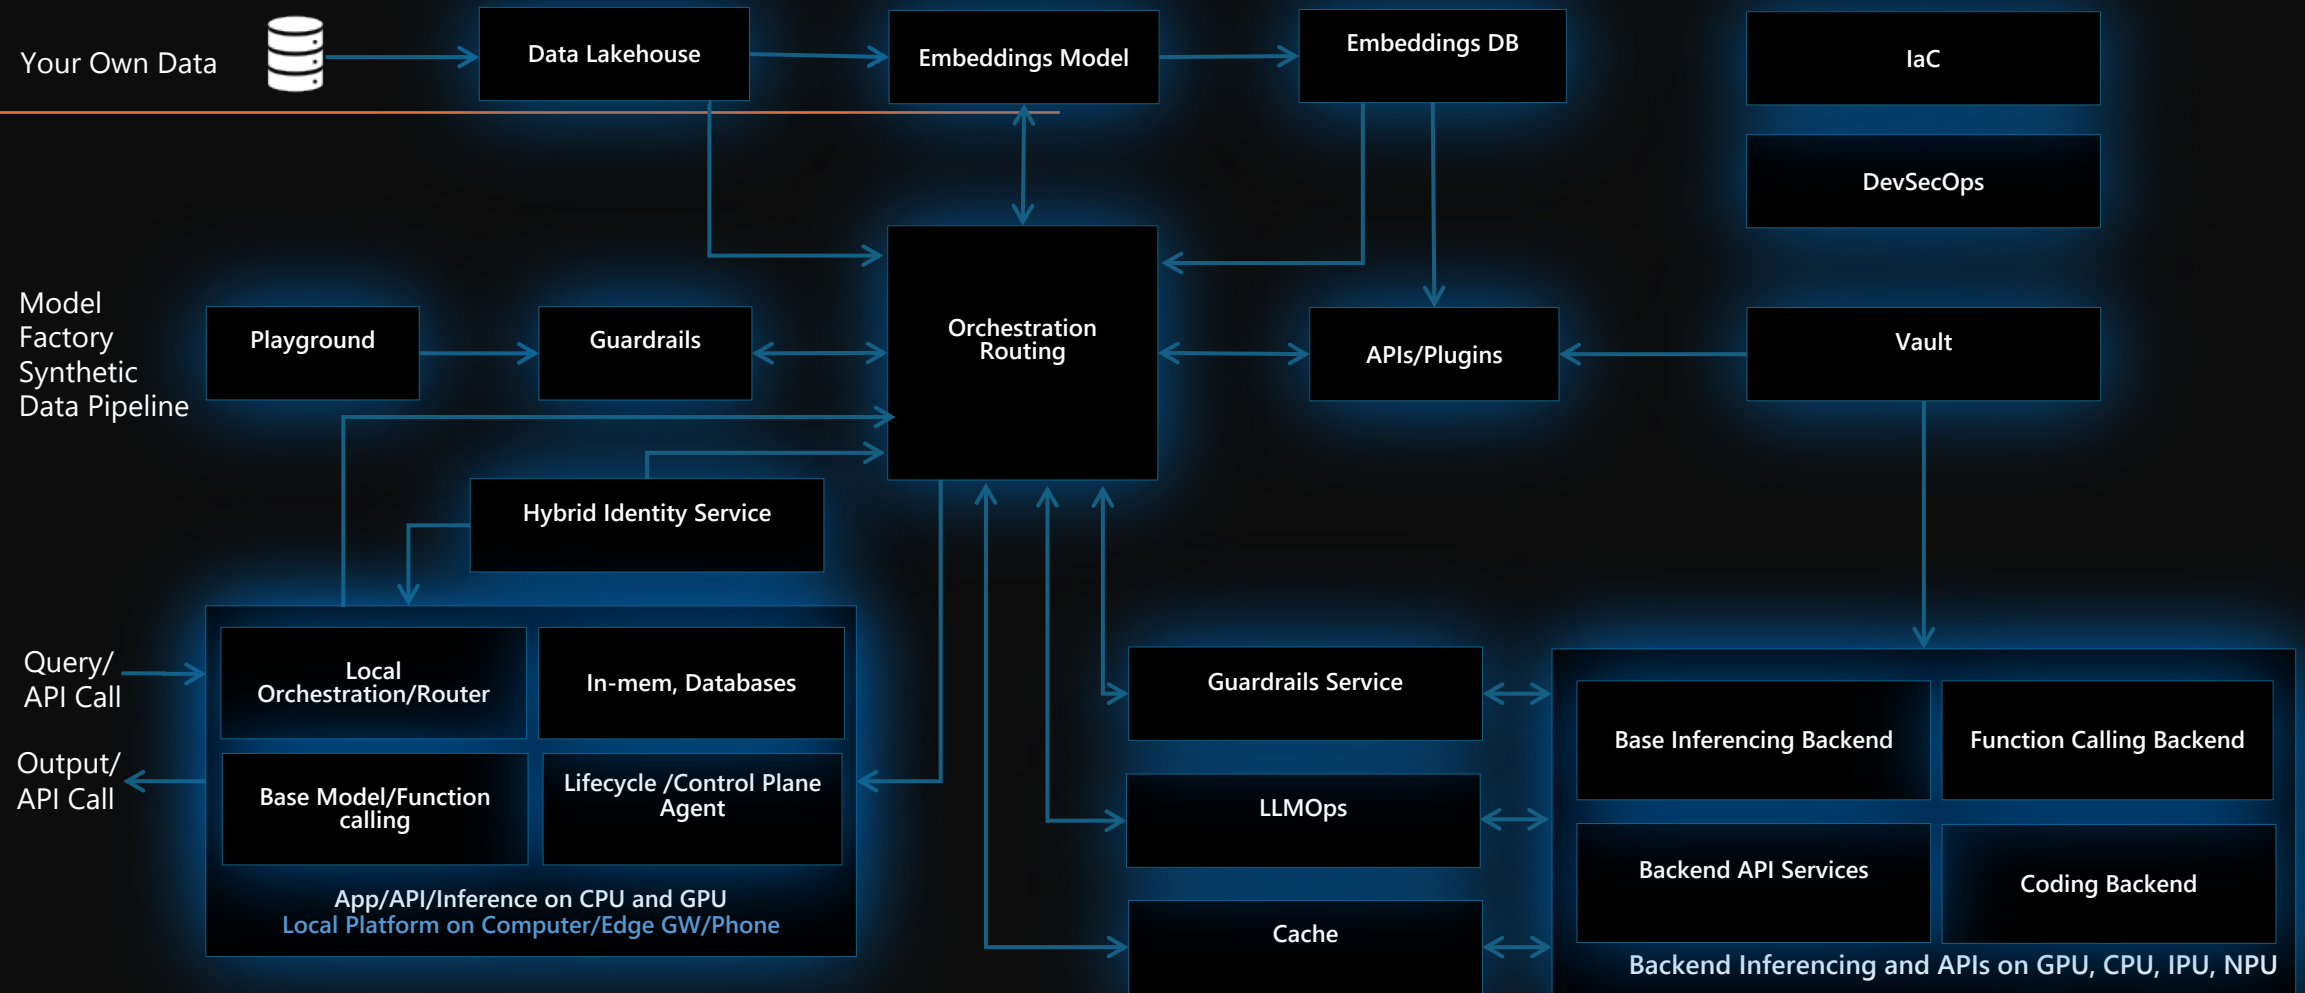 Your Own Data
Data Lakehouse
Embeddings Model
Embeddings DB
IaC
DevSecOps
Model
Factory
Synthetic
Data Pipeline
Playground
Guardrails
Orchestration
Routing
APIs/Plugins
Vault
Hybrid Identity Service
Query/
API Call
Output/
API Call
Local
Orchestration/Router
In-mem, Databases
Base Model/Function
calling
Lifecycle /Control Plane
Agent
App/API/Inference on CPU and GPU
Local Platform on Computer/Edge GW/Phone
Guardrails Service
LLMOps
Cache
Base Inferencing Backend
Function Calling Backend
Backend API Services
Coding Backend
Backend Inferencing and APIs on GPU, CPU, IPU, NPU